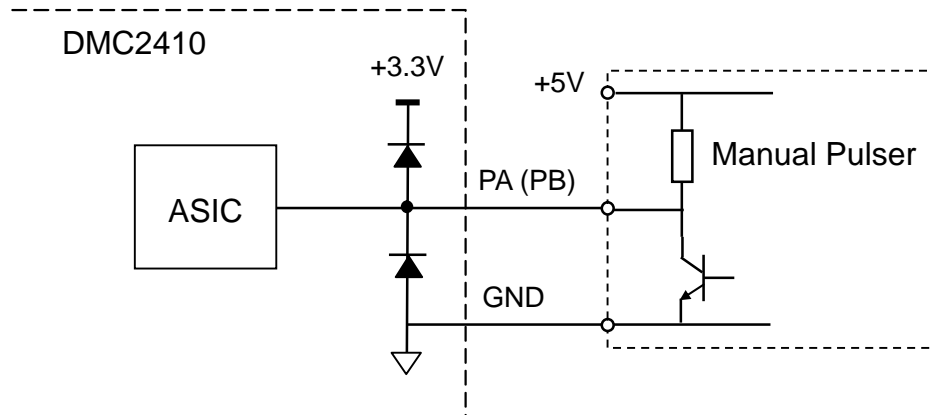 DMC2410
+3.3V
+5V
Manual Pulser
PA (PB)
ASIC
GND